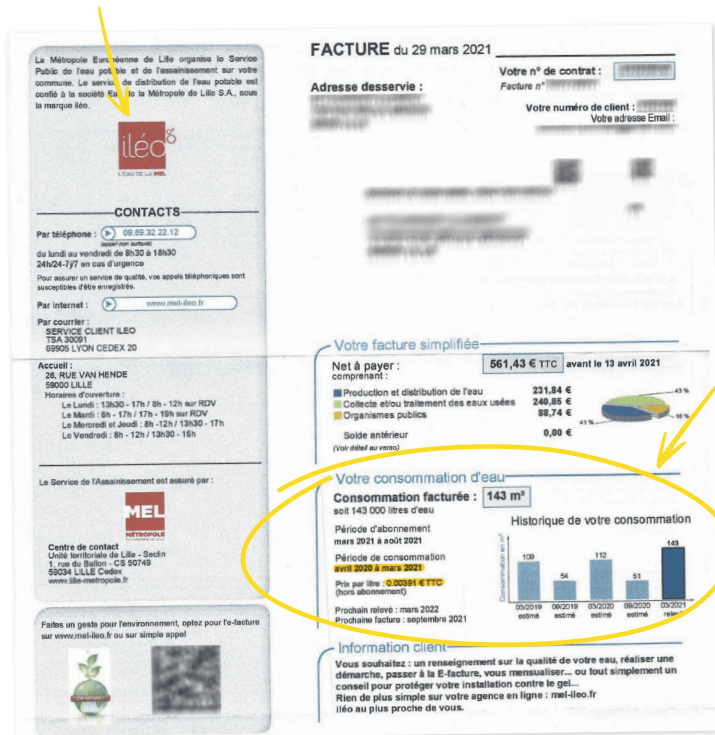 La Métropole Européenne de Lille organise le Service
Public de l'eau potable et de l'assainissement sur votre
commune. Le service de distribution de l'eau potable est
confié à la société Eau de la Métropole de Lille S.A., sous
la marque iléo.
iléo
L'EAU DE LA MEL
CONTACTS
Par téléphone : 09.69.32.22.12
(appel non surtaxé)
du lundi au vendredi de 8h30 à 18h30
24h/24-7j/7 en cas d'urgence
Pour assurer un service de qualité, vos appels téléphoniques sont
susceptibles d'être enregistrés.
Par internet : www.mel-ileo.fr
Par courrier :
SERVICE CLIENT ILEO
TSA 30091
69905 LYON CEDEX 20
Accueil :
26, RUE VAN HENDE
59000 LILLE
Horaires d'ouverture :
Le Lundi : 13h30 - 17h / 8h - 12h sur RDV
Le Mardi : 8h - 17h / 17h - 19h sur RDV
Le Mercredi et Jeudi : 8h -12h / 13h30 - 17h
Le Vendredi : 8h - 12h / 13h30 - 16h
Le Service de l'Assainissement est assuré par :
MEL
MÉTROPOLE
Centre de contact
Unité territoriale de Lille - Seclin
1, rue du Ballon - CS 50749
59034 LILLE Cedex
www.lille-metropole.fr
Faites un geste pour l'environnement, optez pour l'e-facture
sur www.mel-ileo.fr ou sur simple appel
FACTURE du 29 mars 2021
Votre n° de contrat :
Facture n°
Adresse desservie :
Votre numéro de client :
Votre adresse Email :
Votre facture simplifiée
Net à payer : 561,43 € TTC avant le 13 avril 2021
comprenant :
Production et distribution de l'eau 231,84 €
Collecte et/ou traitement des eaux usées 240,85 €
Organismes publics 88,74 €
43 %
16 %
41 %
Solde antérieur 0,00 €
(Voir détail au verso)
Votre consommation d'eau
Consommation facturée : 143 m³
soit 143 000 litres d'eau
Période d'abonnement
mars 2021 à août 2021
Période de consommation
avril 2020 à mars 2021
Prix par litre : 0.00391 € TTC
(hors abonnement)
Prochain relevé : mars 2022
Prochaine facture : septembre 2021
Historique de votre consommation
Consommation en m³
109 54 112 51 143
03/2019 09/2019 03/2020 09/2020 03/2021
estimé estimé estimé estimé relevé
Information client
Vous souhaitez : un renseignement sur la qualité de votre eau, réaliser une
démarche, passer à la E-facture, vous mensualiser... ou tout simplement un
conseil pour protéger votre installation contre le gel...
Rien de plus simple sur votre agence en ligne : mel-ileo.fr
iléo au plus proche de vous.